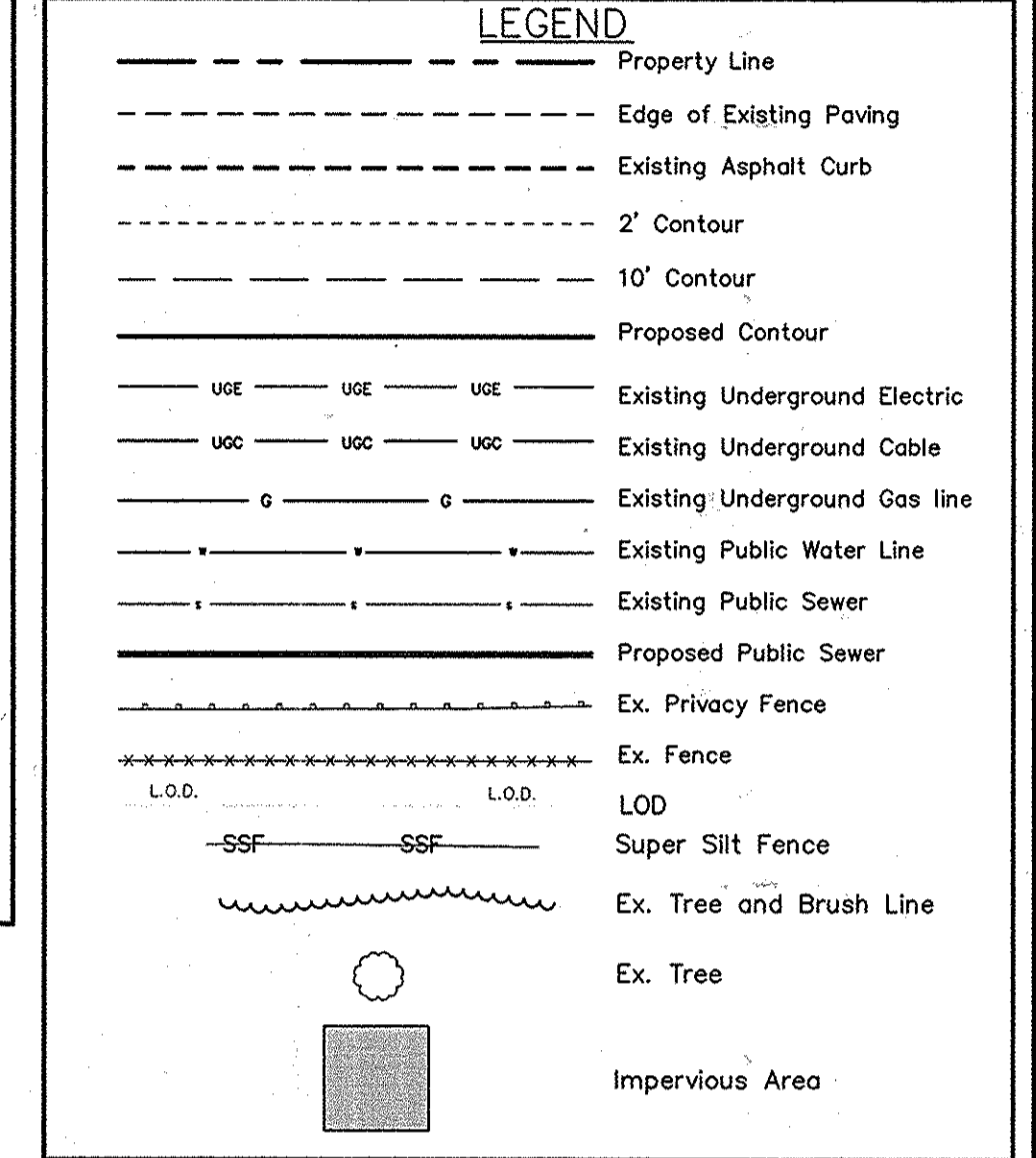 LEGEND
Property Line
Edge of Existing Paving
Existing Asphalt Curb
2' Contour
10' Contour
Proposed Contour
UGE UGE UGE Existing Underground Electric
UGC UGC UGC Existing Underground Cable
G G Existing Underground Gas line
W W W Existing Public Water Line
S S S Existing Public Sewer
Proposed Public Sewer
Ex. Privacy Fence
Ex. Fence
L.O.D. L.O.D. LOD
SSF SSF Super Silt Fence
Ex. Tree and Brush Line
Ex. Tree
Impervious Area